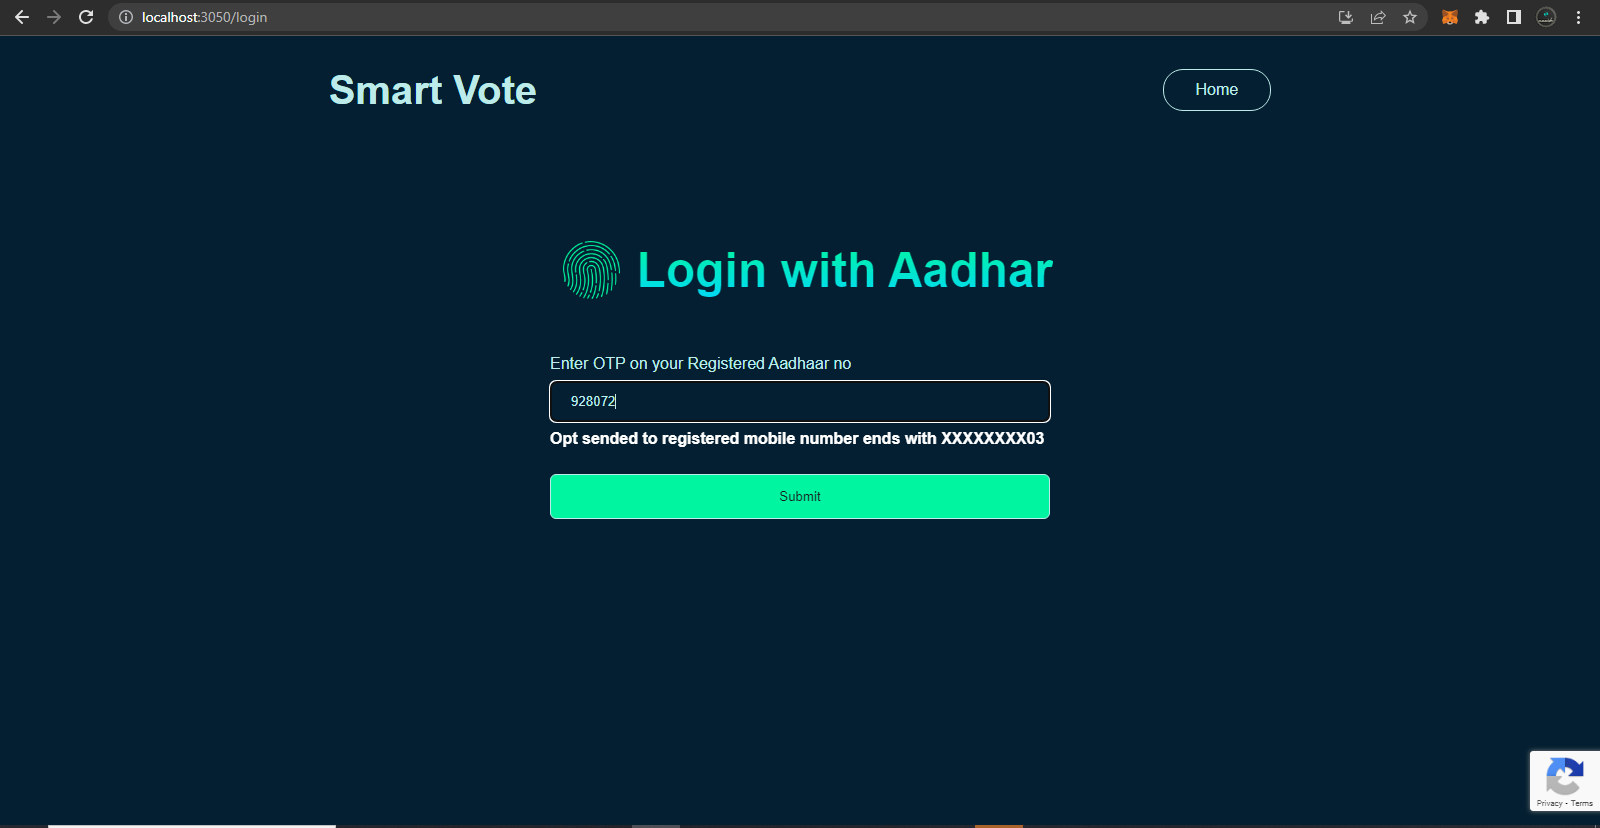 localhost:3050/login
Smart Vote
Home
Login with Aadhar
Enter OTP on your Registered Aadhaar no
928072
Opt sended to registered mobile number ends with XXXXXXXX03
Submit
Privacy - Terms